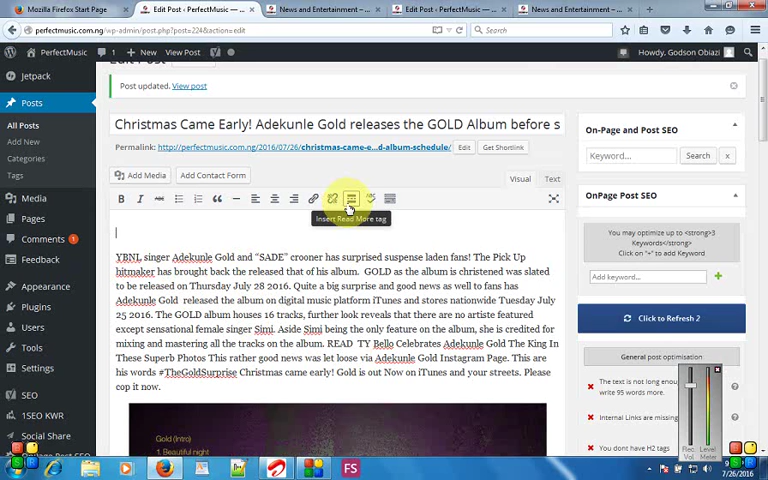 Mozilla Firefox Start Page
Edit Post ‹ PerfectMusic — ...
News and Entertainment – ...
Edit Post ‹ PerfectMusic — ...
News and Entertainment – ...
perfectmusic.com.ng/wp-admin/post.php?post=224&action=edit
Search
PerfectMusic
1
New
View Post
Howdy, Godson Obiazi
Jetpack
Posts
All Posts
Add New
Categories
Tags
Media
Pages
Comments 1
Feedback
Appearance
Plugins
Users
Tools
Settings
SEO
1SEO KWR
Social Share
Edit Post
Post updated. View post
Christmas Came Early! Adekunle Gold releases the GOLD Album before s
Permalink: http://perfectmusic.com.ng/2016/07/26/christmas-came-e...d-album-schedule/
Edit
Get Shortlink
Add Media
Add Contact Form
Visual
Text
B I ABC
Insert Read More tag
YBNL singer Adekunle Gold and “SADE” crooner has surprised suspense laden fans! The Pick Up
hitmaker has brought back the released that of his album. GOLD as the album is christened was slated
to be released on Thursday July 28 2016. Quite a big surprise and good news as well to fans has
Adekunle Gold released the album on digital music platform iTunes and stores nationwide Tuesday July
25 2016. The GOLD album houses 16 tracks, further look reveals that there are no artiste featured
except sensational female singer Simi. Aside Simi being the only feature on the album, she is credited for
mixing and mastering all the tracks on the album. READ TY Bello Celebrates Adekunle Gold The King In
These Superb Photos This rather good news was let loose via Adekunle Gold Instagram Page. This are
his words #TheGoldSurprise Christmas came early! Gold is out Now on iTunes and your streets. Please
cop it now.
Gold (Intro)
1. Beautiful night
On-Page and Post SEO
Keyword...
Search
x
OnPage Post SEO
You may optimize up to <strong>3
Keywords</strong>
Click on "+" to add Keyword
Add keyword...
Click to Refresh 2
General post optimisation
The text is not long enou
write 95 words more.
Internal Links are missing
You dont have H2 tags
Rec
Vol
Level
Meter
FS
7/26/2016